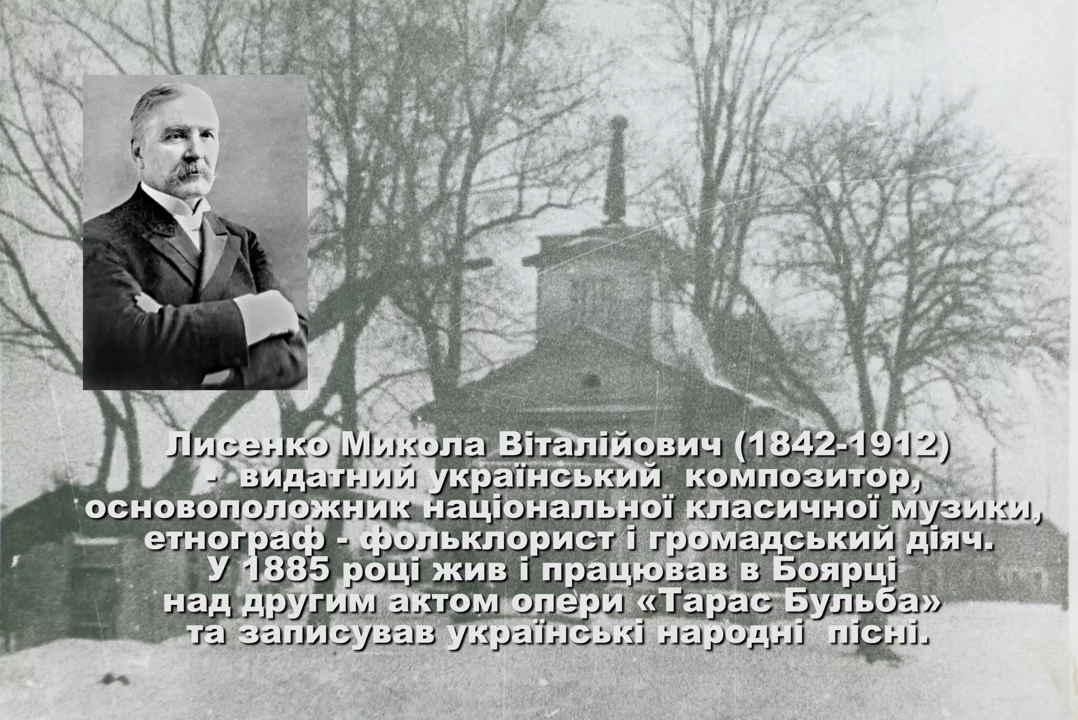 Лисенко Микола Віталійович (1842-1912)
- видатний український композитор,
основоположник національної класичної музики,
етнограф - фольклорист і громадський діяч.
У 1885 році жив і працював в Боярці
над другим актом опери «Тарас Бульба»
та записував українські народні пісні.